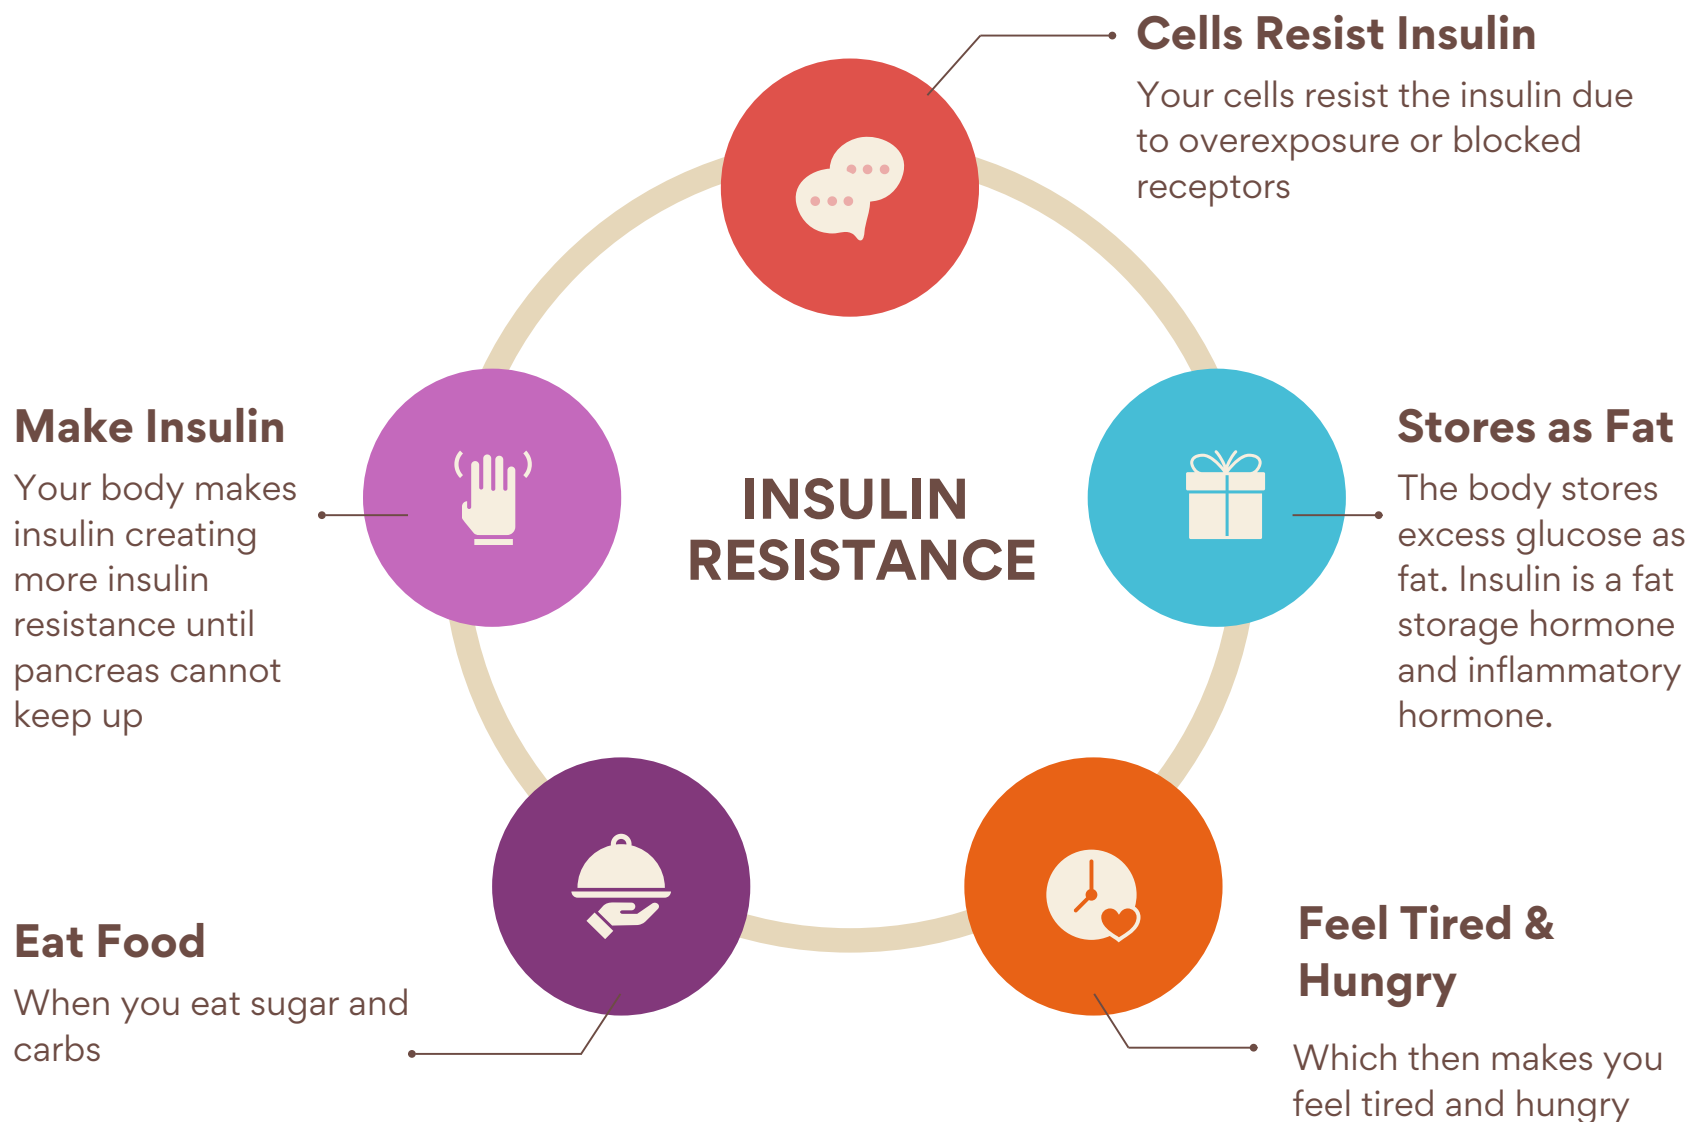 Cells Resist Insulin
Your cells resist the insulin due
to overexposure or blocked
receptors
Make Insulin
Your body makes
insulin creating
more insulin
resistance until
pancreas cannot
keep up
INSULIN
RESISTANCE
Stores as Fat
The body stores
excess glucose as
fat. Insulin is a fat
storage hormone
and inflammatory
hormone.
Eat Food
When you eat sugar and
carbs
Feel Tired &
Hungry
Which then makes you
feel tired and hungry